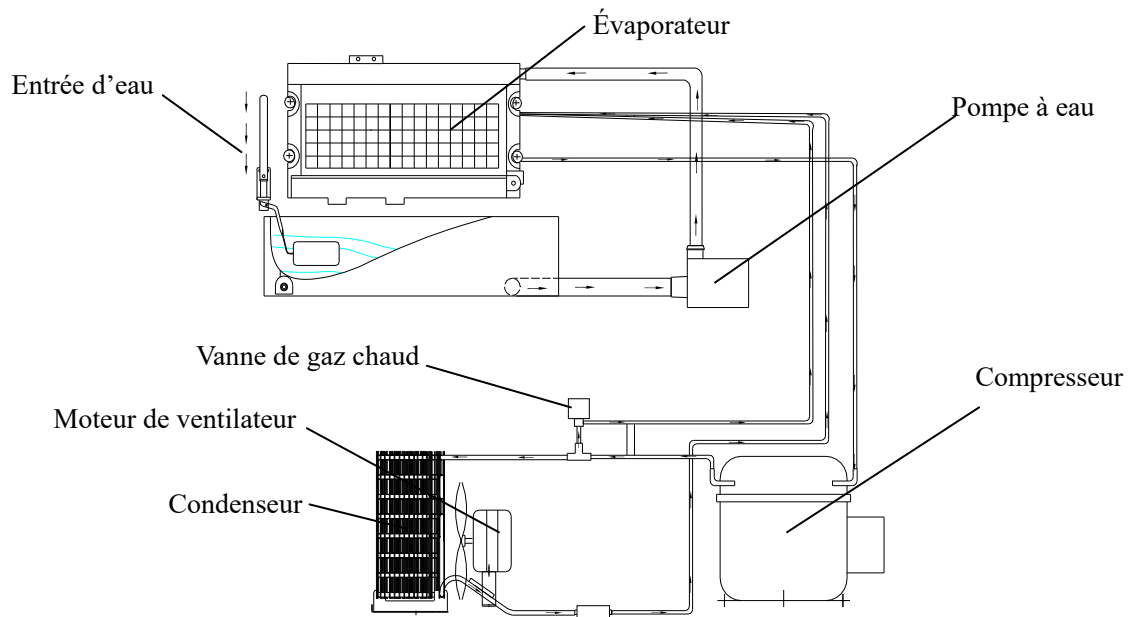 Évaporateur
Entrée d’eau
Pompe à eau
Vanne de gaz chaud
Compresseur
Moteur de ventilateur
Condenseur